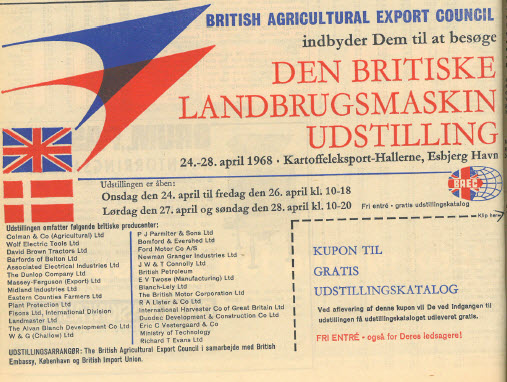 BRITISH AGRICULTURAL EXPORT COUNCIL
indbyder Dem til at besøge
DEN BRITISKE
LANDBRUGSMASKIN
UDSTILLING
24.-28. april 1968 · Kartoffeleksport-Hallerne, Esbjerg Havn
Udstillingen er åben:
Onsdag den 24. april til fredag den 26. april kl. 10-18
Lørdag den 27. april og søndag den 28. april kl. 10-20
Fri entré · gratis udstillingskatalog
BAEC
Klip her
Udstillingen omfatter følgende britiske producenter:
Colman & Co (Agricultural) Ltd
Wolf Electric Tools Ltd
David Brown Tractors Ltd
Barfords of Belton Ltd
Associated Electrical Industries Ltd
The Dunlop Company Ltd
Massey-Ferguson (Export) Ltd
Midland Industries Ltd
Eastern Counties Farmers Ltd
Plant Protection Ltd
Fisons Ltd, International Division
Landmaster Ltd
The Alvan Blanch Development Co Ltd
W & G (Challow) Ltd
P J Parmiter & Sons Ltd
Bomford & Evershed Ltd
Ford Motor Co A/S
Newman Granger Industries Ltd
J W & T Connolly Ltd
British Petroleum
E V Twose (Manufacturing) Ltd
Blanch-Lely Ltd
The British Motor Corporation Ltd
R A Lister & Co Ltd
International Harvester Co of Great Britain Ltd
Duodec Development & Construction Co Ltd
Eric C Vestergaard & Co
Ministry of Technology
Richard T Evans Ltd
UDSTILLINGSARRANGØR: The British Agricultural Export Council i samarbejde med British
Embassy, København og British Import Union.
KUPON TIL
GRATIS
UDSTILLINGSKATALOG
Ved aflevering af denne kupon vil De ved indgangen til
udstillingen få udstillingskataloget udleveret gratis.
FRI ENTRÉ - også for Deres ledsagere!